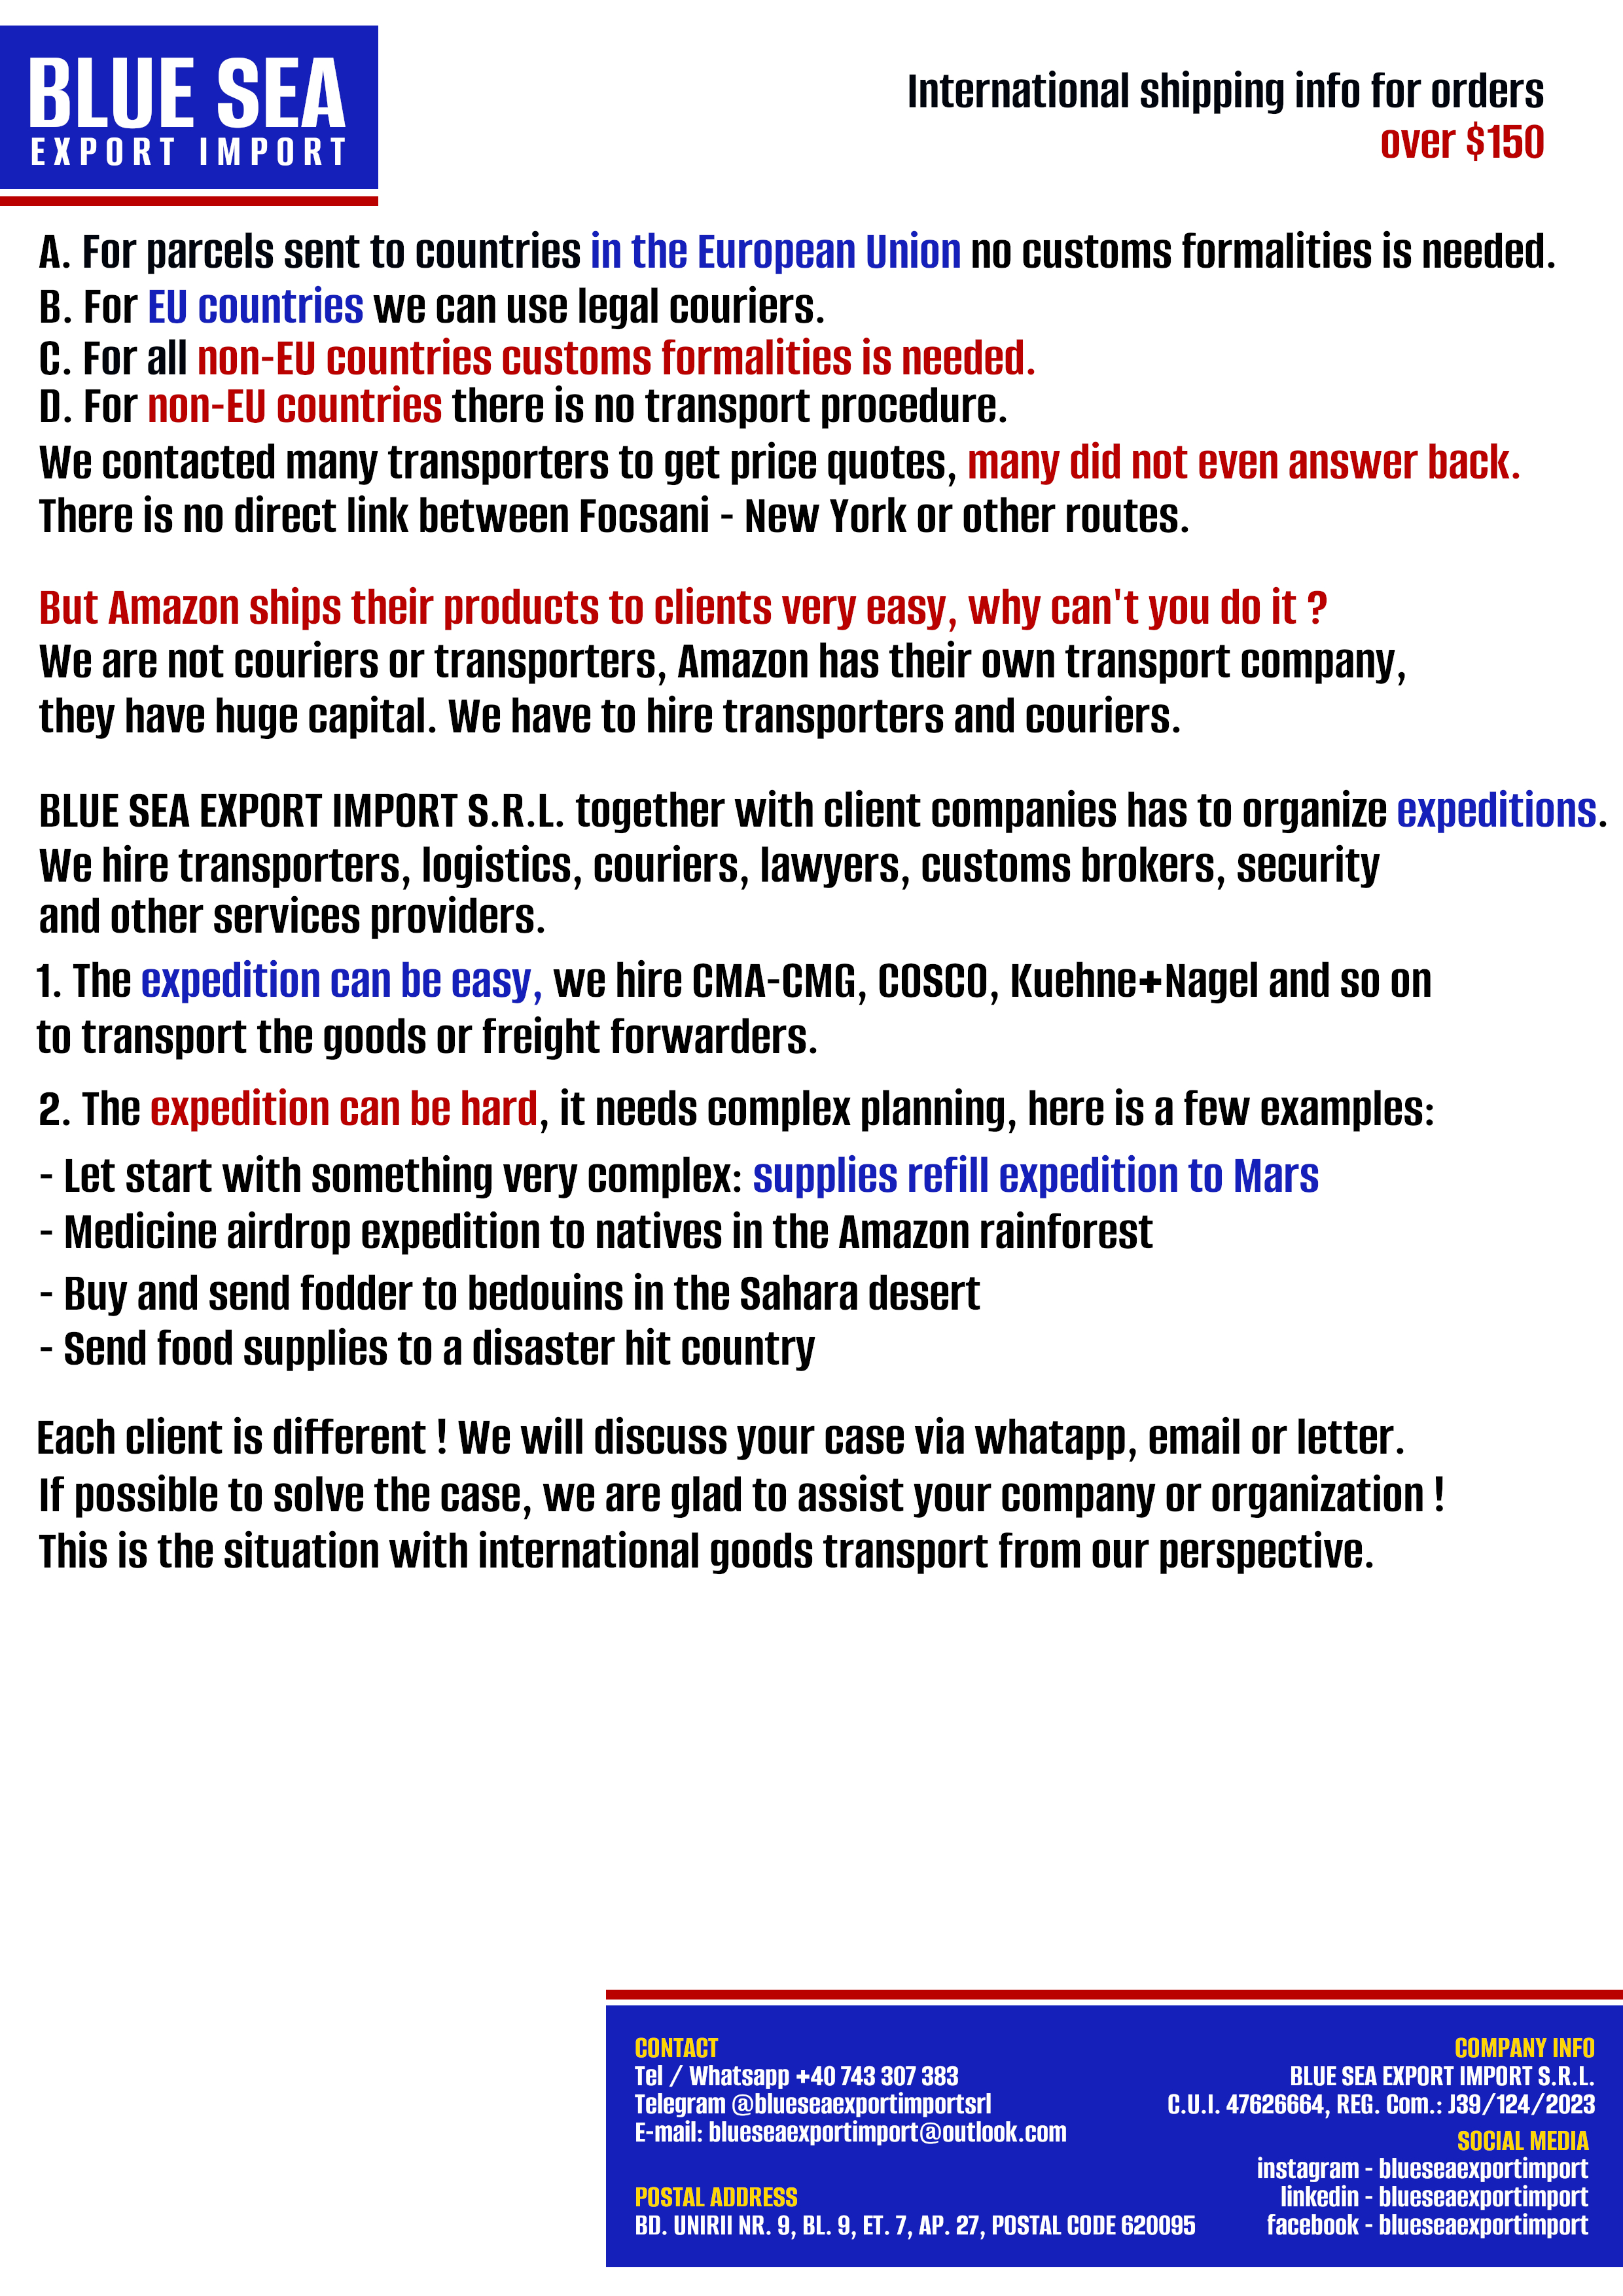 BLUE SEA
EXPORT IMPORT
International shipping info for orders
over $150
A. For parcels sent to countries in the European Union no customs formalities is needed.
B. For EU countries we can use legal couriers.
C. For all non-EU countries customs formalities is needed.
D. For non-EU countries there is no transport procedure.
We contacted many transporters to get price quotes, many did not even answer back.
There is no direct link between Focsani - New York or other routes.
But Amazon ships their products to clients very easy, why can't you do it ?
We are not couriers or transporters, Amazon has their own transport company,
they have huge capital. We have to hire transporters and couriers.
BLUE SEA EXPORT IMPORT S.R.L. together with client companies has to organize expeditions.
We hire transporters, logistics, couriers, lawyers, customs brokers, security
and other services providers.
1. The expedition can be easy, we hire CMA-CMG, COSCO, Kuehne+Nagel and so on
to transport the goods or freight forwarders.
2. The expedition can be hard, it needs complex planning, here is a few examples:
- Let start with something very complex: supplies refill expedition to Mars
- Medicine airdrop expedition to natives in the Amazon rainforest
- Buy and send fodder to bedouins in the Sahara desert
- Send food supplies to a disaster hit country
Each client is different ! We will discuss your case via whatapp, email or letter.
If possible to solve the case, we are glad to assist your company or organization !
This is the situation with international goods transport from our perspective.
CONTACT
Tel / Whatsapp +40 743 307 383
Telegram @blueseaexportimportsrl
E-mail: blueseaexportimport@outlook.com
POSTAL ADDRESS
BD. UNIRII NR. 9, BL. 9, ET. 7, AP. 27, POSTAL CODE 620095
COMPANY INFO
BLUE SEA EXPORT IMPORT S.R.L.
C.U.I. 47626664, REG. Com.: J39/124/2023
SOCIAL MEDIA
instagram - blueseaexportimport
linkedin - blueseaexportimport
facebook - blueseaexportimport